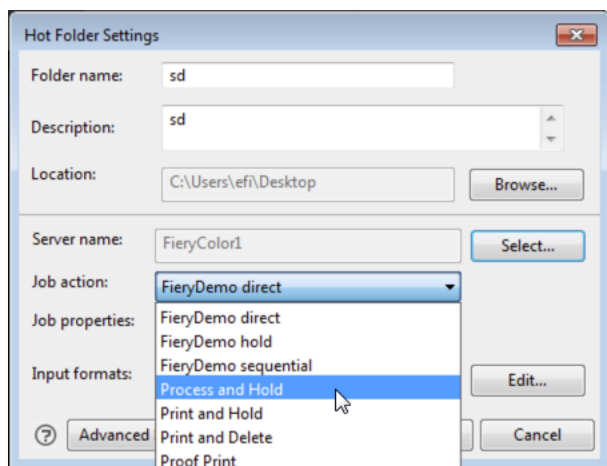 Hot Folder Settings
Folder name: sd
Description: sd
Location: C:\Users\efi\Desktop Browse...
Server name: FieryColor1 Select...
Job action: FieryDemo direct
Job properties: FieryDemo direct
FieryDemo hold
Input formats: FieryDemo sequential Edit...
Process and Hold
Print and Hold
? Advanced Print and Delete Cancel
Proof Print